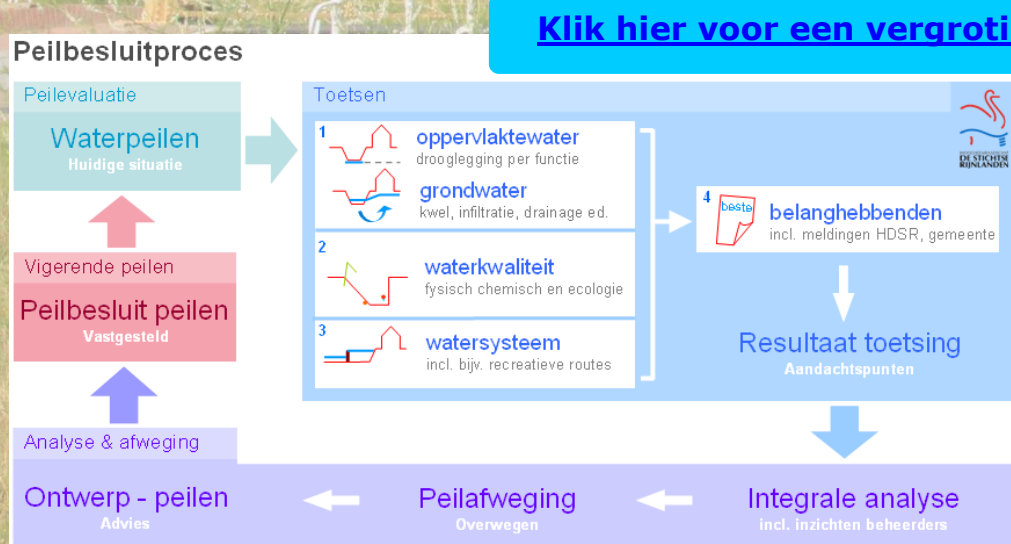 Klik hier voor een vergroti
Peilbesluitproces
Peilevaluatie
Waterpeilen
Huidige situatie
Toetsen
1
oppervlaktewater
drooglegging per functie
grondwater
kwel, infiltratie, drainage ed.
2
waterkwaliteit
fysisch chemisch en ecologie
3
watersysteem
incl. bijv. recreatieve routes
4
beste
belanghebbenden
incl. meldingen HDSR, gemeente
DE STICHTSE
RIJNLANDEN
Vigerende peilen
Peilbesluit peilen
Vastgesteld
Resultaat toetsing
Aandachtspunten
Analyse & afweging
Ontwerp - peilen
Advies
Peilafweging
Overwegen
Integrale analyse
incl. inzichten beheerders